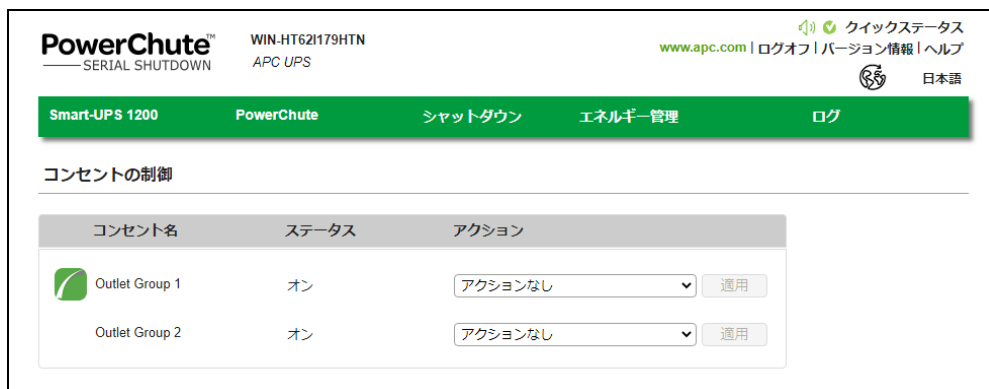 PowerChute™
SERIAL SHUTDOWN
WIN-HT62I179HTN
APC UPS
クイックステータス
www.apc.com | ログオフ | バージョン情報 | ヘルプ
日本語
Smart-UPS 1200 PowerChute シャットダウン エネルギー管理 ログ
コンセントの制御
コンセント名 ステータス アクション
Outlet Group 1 オン アクションなし 適用
Outlet Group 2 オン アクションなし 適用